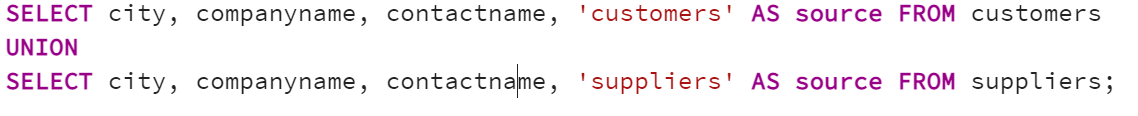 SELECT city, companyname, contactname, 'customers' AS source FROM customers
UNION
SELECT city, companyname, contactname, 'suppliers' AS source FROM suppliers;